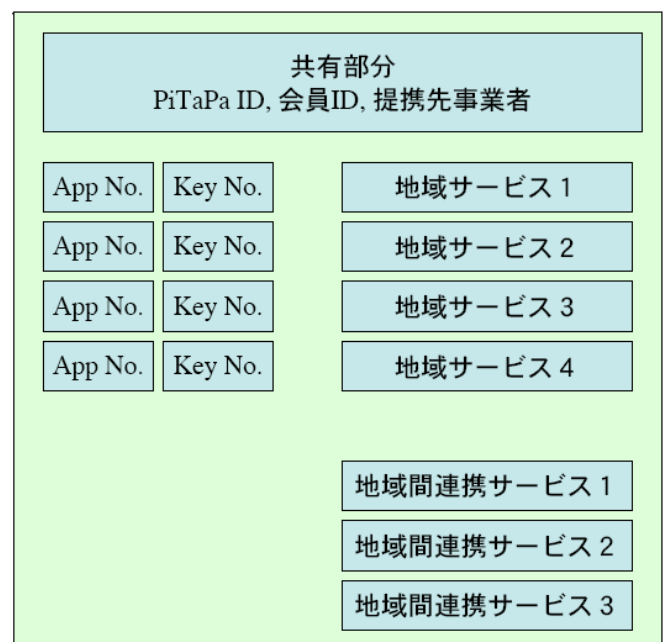 共有部分
PiTaPa ID, 会員ID, 提携先事業者
App No. Key No. 地域サービス 1
App No. Key No. 地域サービス 2
App No. Key No. 地域サービス 3
App No. Key No. 地域サービス 4
地域間連携サービス 1
地域間連携サービス 2
地域間連携サービス 3